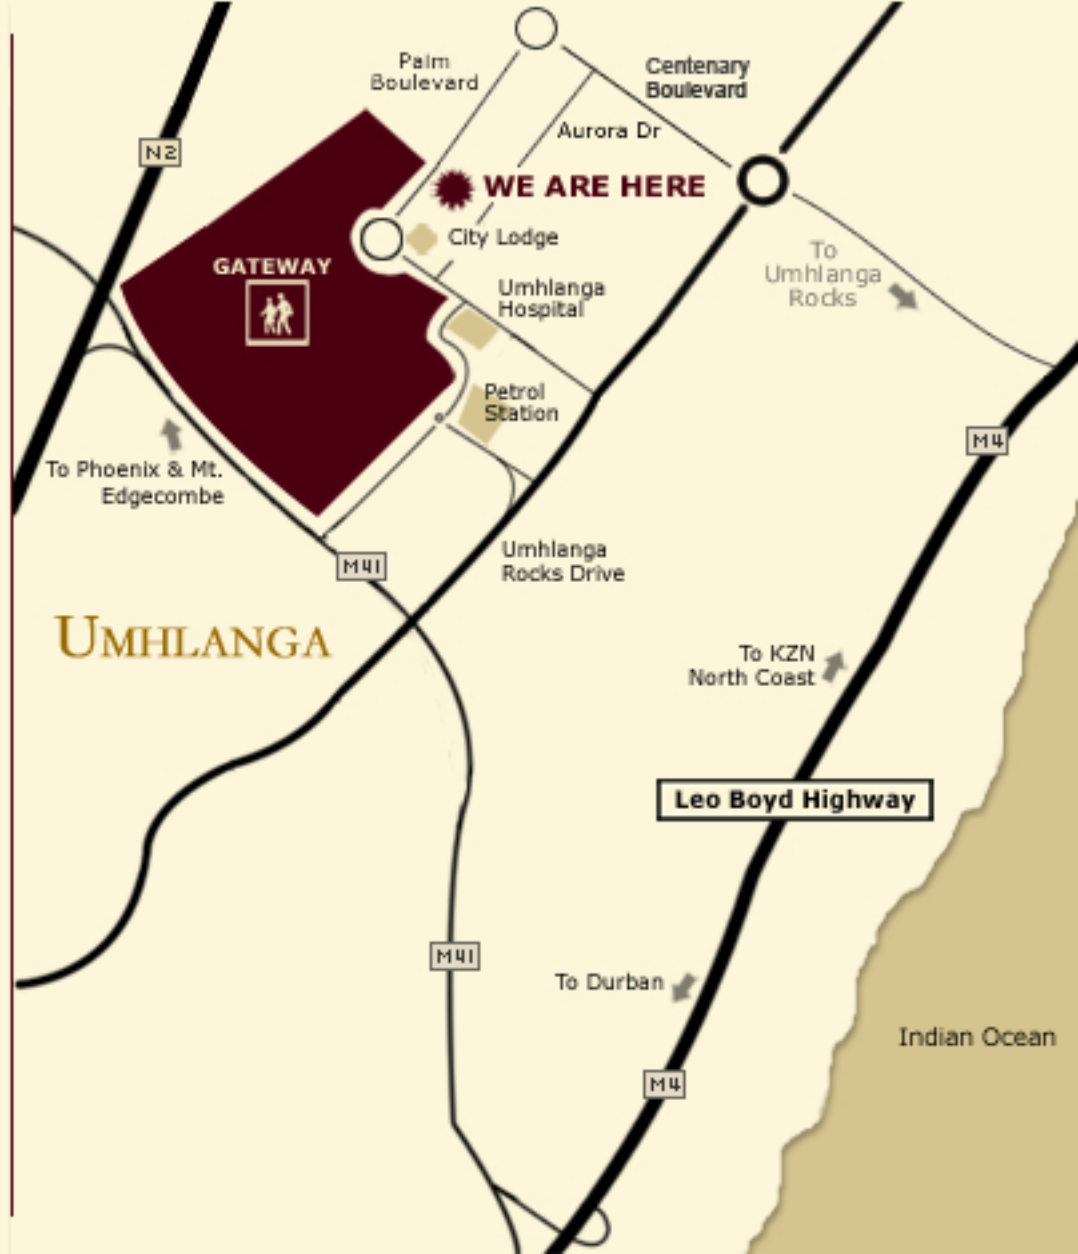 Palm
Boulevard
Centenary
Boulevard
Aurora Dr
N2
WE ARE HERE
City Lodge
GATEWAY
To
Umhlanga
Rocks
Umhlanga
Hospital
Petrol
Station
M4
To Phoenix & Mt.
Edgecombe
Umhlanga
Rocks Drive
M41
UMHLANGA
To KZN
North Coast
Leo Boyd Highway
M41
To Durban
Indian Ocean
M4